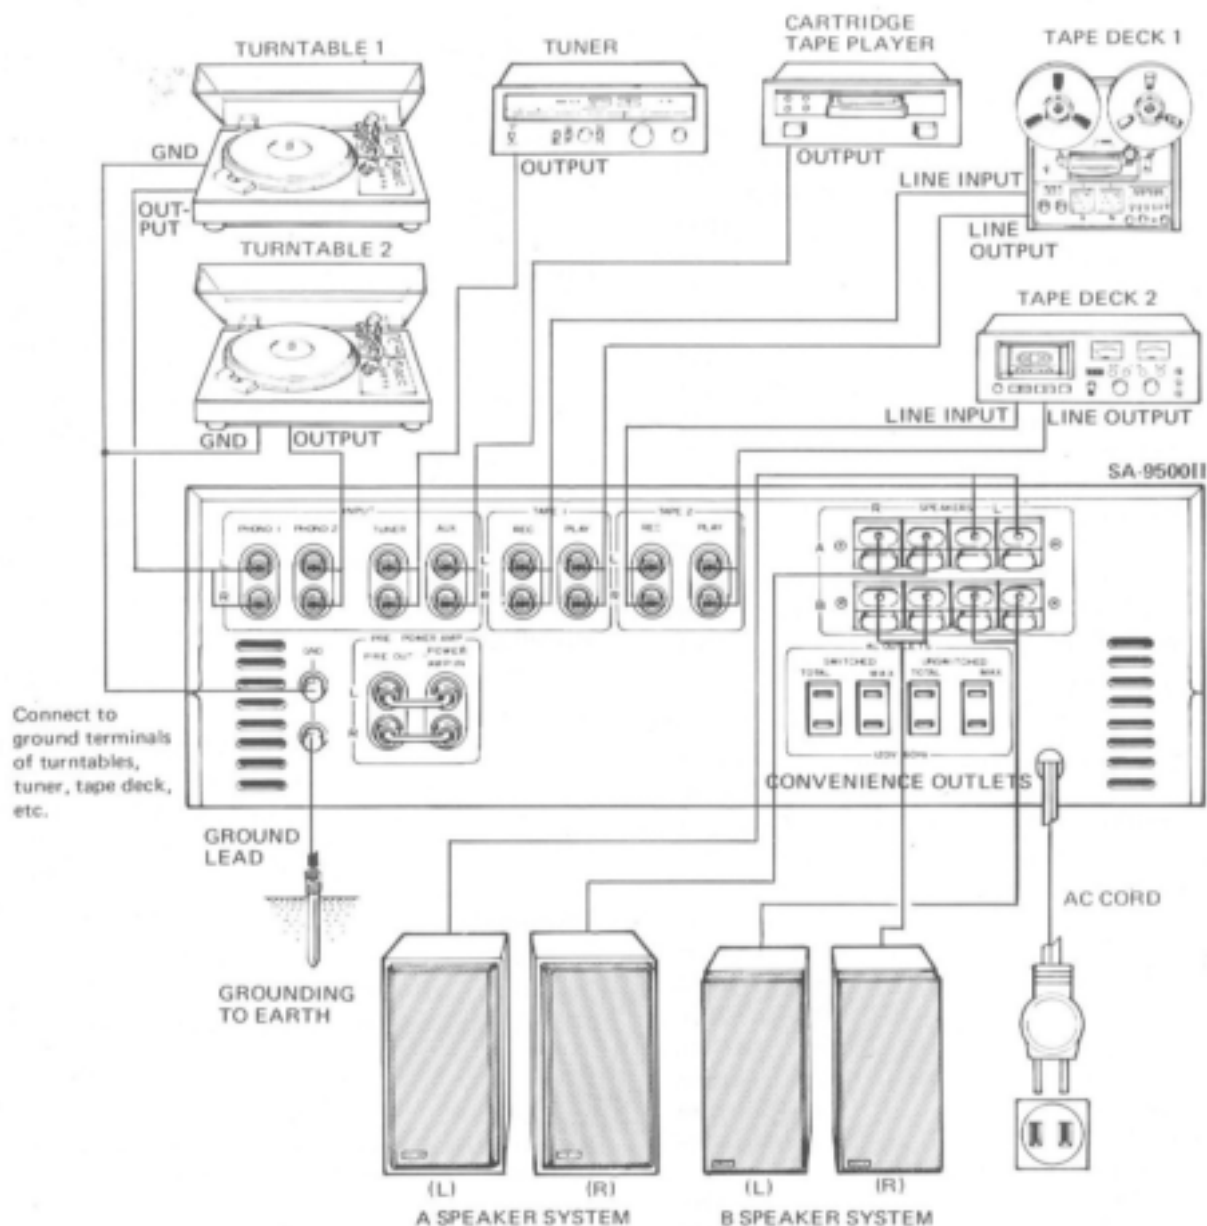 TURNTABLE 1
TUNER
CARTRIDGE
TAPE PLAYER
TAPE DECK 1
GND
OUTPUT
OUTPUT
LINE INPUT
OUT-
PUT
LINE
OUTPUT
TURNTABLE 2
TAPE DECK 2
GND
OUTPUT
LINE INPUT
LINE OUTPUT
SA-9500II
INPUT
TAPE 1
TAPE 2
R
SPEAKERS
L
PHONO 1
PHONO 2
TUNER
AUX
REC
PLAY
REC
PLAY
A
L
L
L
R
R
R
B
PRE
POWER AMP
GND
PRE OUT
POWER
AMP IN
AC OUTLETS
SWITCHED
UNSWITCHED
TOTAL
MAX
TOTAL
MAX
L
R
120V 60Hz
Connect to
ground terminals
of turntables,
tuner, tape deck,
etc.
CONVENIENCE OUTLETS
GROUND
LEAD
AC CORD
GROUNDING
TO EARTH
(L)
(R)
(L)
(R)
A SPEAKER SYSTEM
B SPEAKER SYSTEM